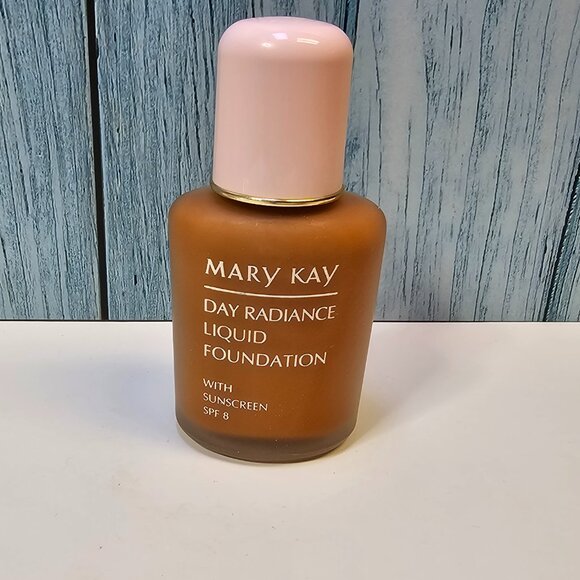 MARY KAY
DAY RADIANCE
LIQUID
FOUNDATION
WITH
SUNSCREEN
SPF 8